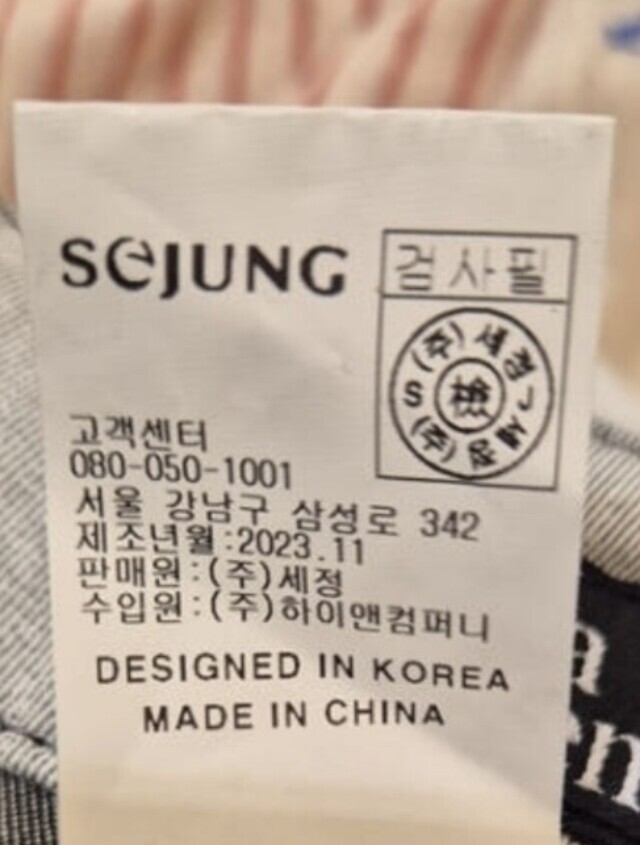 SeJUNG
검사필
(주)세정
檢
S
(주)
고객센터
080-050-1001
서울 강남구 삼성로 342
제조년월:2023.11
판매원:(주)세정
수입원:(주)하이앤컴퍼니
DESIGNED IN KOREA
MADE IN CHINA